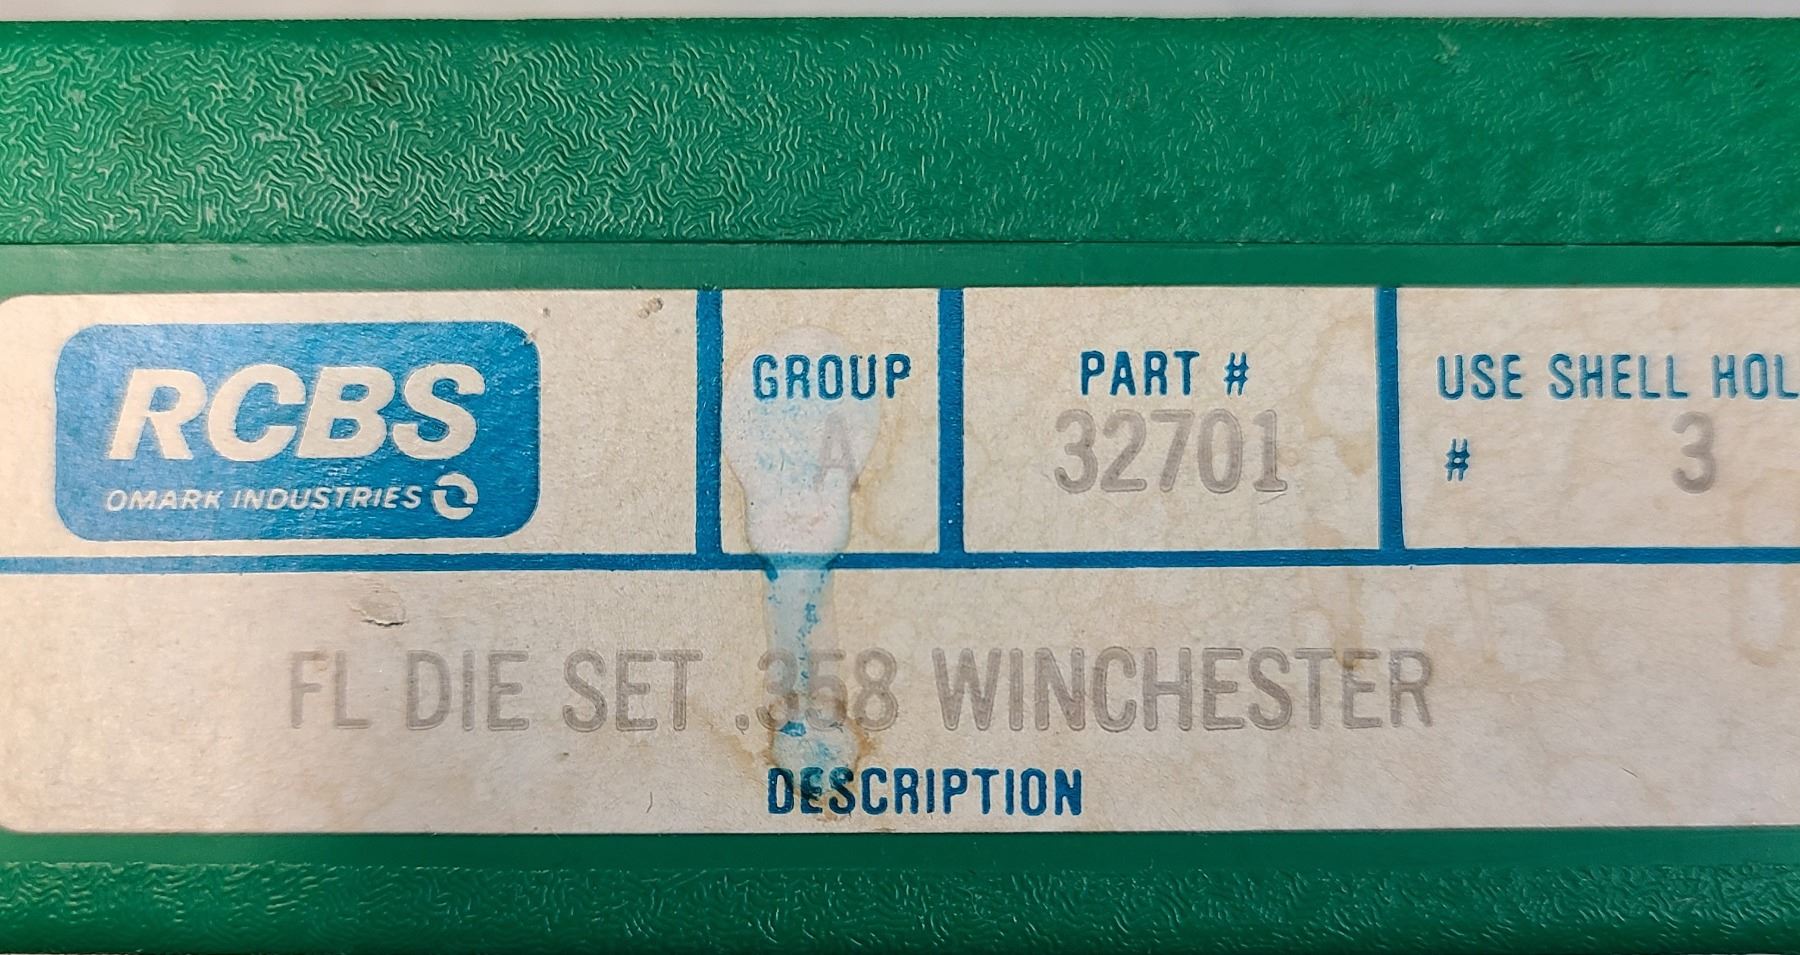 RCBS
OMARK INDUSTRIES
GROUP
A
PART #
32701
USE SHELL HOL
# 3
FL DIE SET .358 WINCHESTER
DESCRIPTION